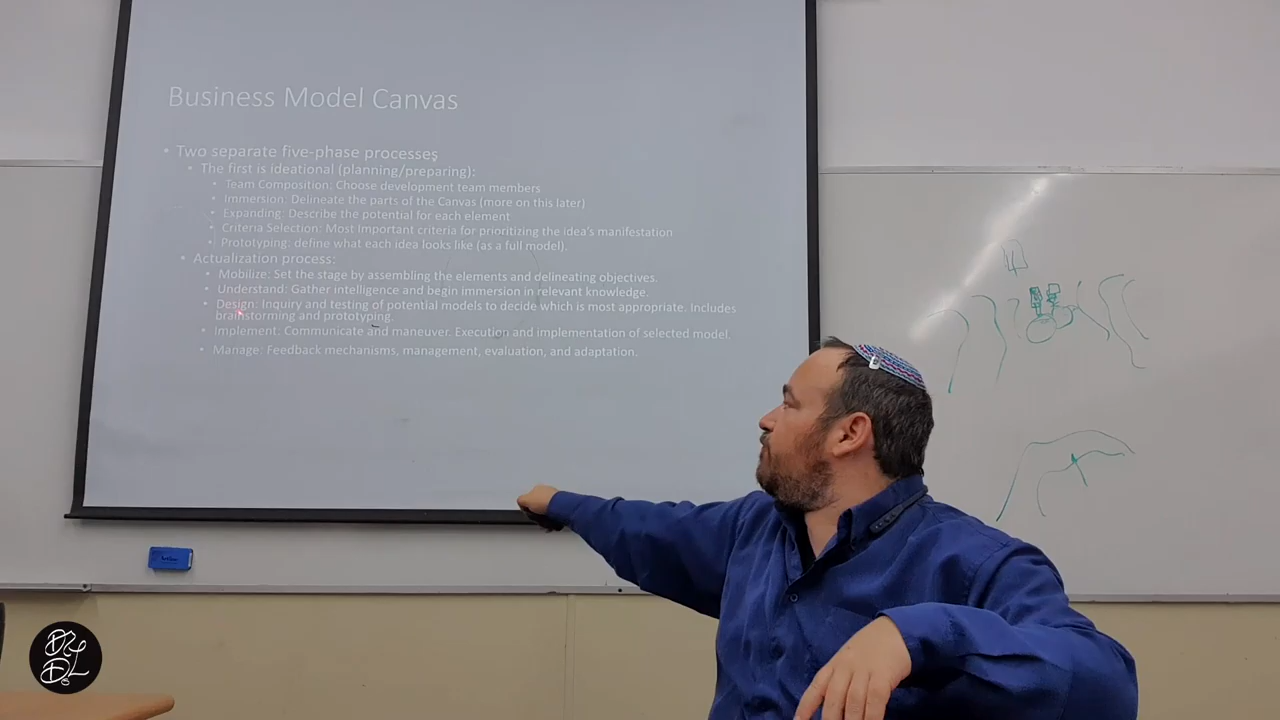 Business Model Canvas
• Two separate five-phase processes
• The first is ideational (planning/preparing):
• Team Composition: Choose development team members
• Immersion: Delineate the parts of the Canvas (more on this later)
• Expanding: Describe the potential for each element
• Criteria Selection: Most Important criteria for prioritizing the idea's manifestation
• Prototyping: define what each idea looks like (as a full model).
• Actualization process:
• Mobilize: Set the stage by assembling the elements and delineating objectives.
• Understand: Gather intelligence and begin immersion in relevant knowledge.
• Design: Inquiry and testing of potential models to decide which is most appropriate. Includes
brainstorming and prototyping.
• Implement: Communicate and maneuver. Execution and implementation of selected model.
• Manage: Feedback mechanisms, management, evaluation, and adaptation.